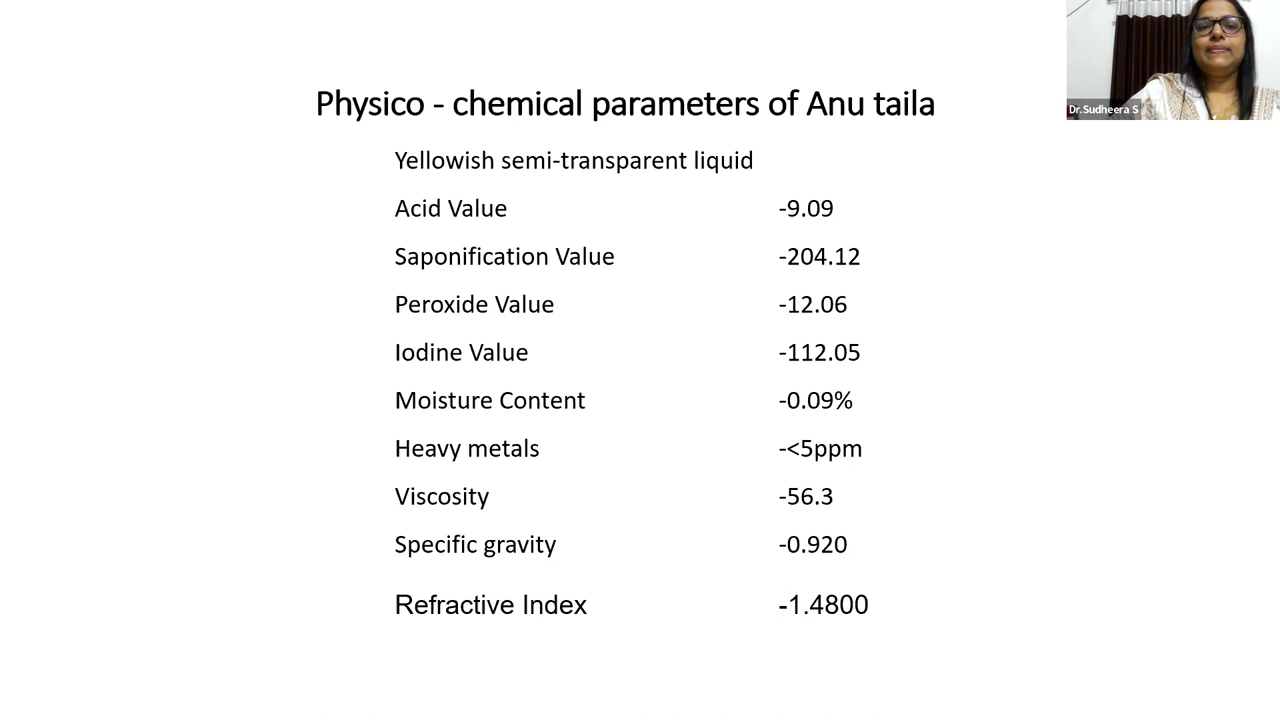 Physico - chemical parameters of Anu taila
Yellowish semi-transparent liquid
Acid Value -9.09
Saponification Value -204.12
Peroxide Value -12.06
Iodine Value -112.05
Moisture Content -0.09%
Heavy metals -<5ppm
Viscosity -56.3
Specific gravity -0.920
Refractive Index -1.4800
Dr.Sudheera S